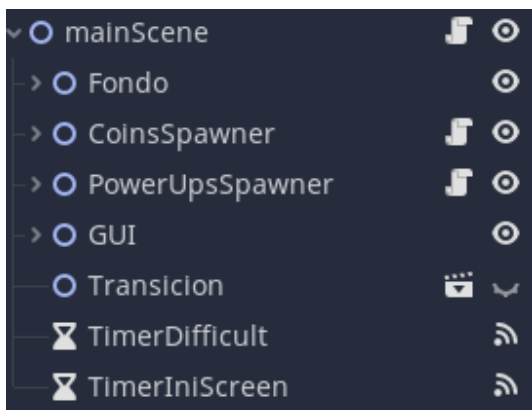 mainScene
Fondo
CoinsSpawner
PowerUpsSpawner
GUI
Transicion
TimerDifficult
TimerIniScreen